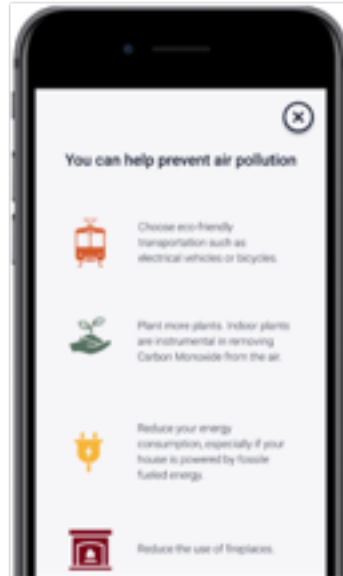 You can help prevent air pollution
Choose eco-friendly
transportation such as
electrical vehicles or bicycles.
Plant more plants. Indoor plants
are instrumental in removing
Carbon Monoxide from the air.
Reduce your energy
consumption, especially if your
house is powered by fossile
fueled energy.
Reduce the use of fireplaces.